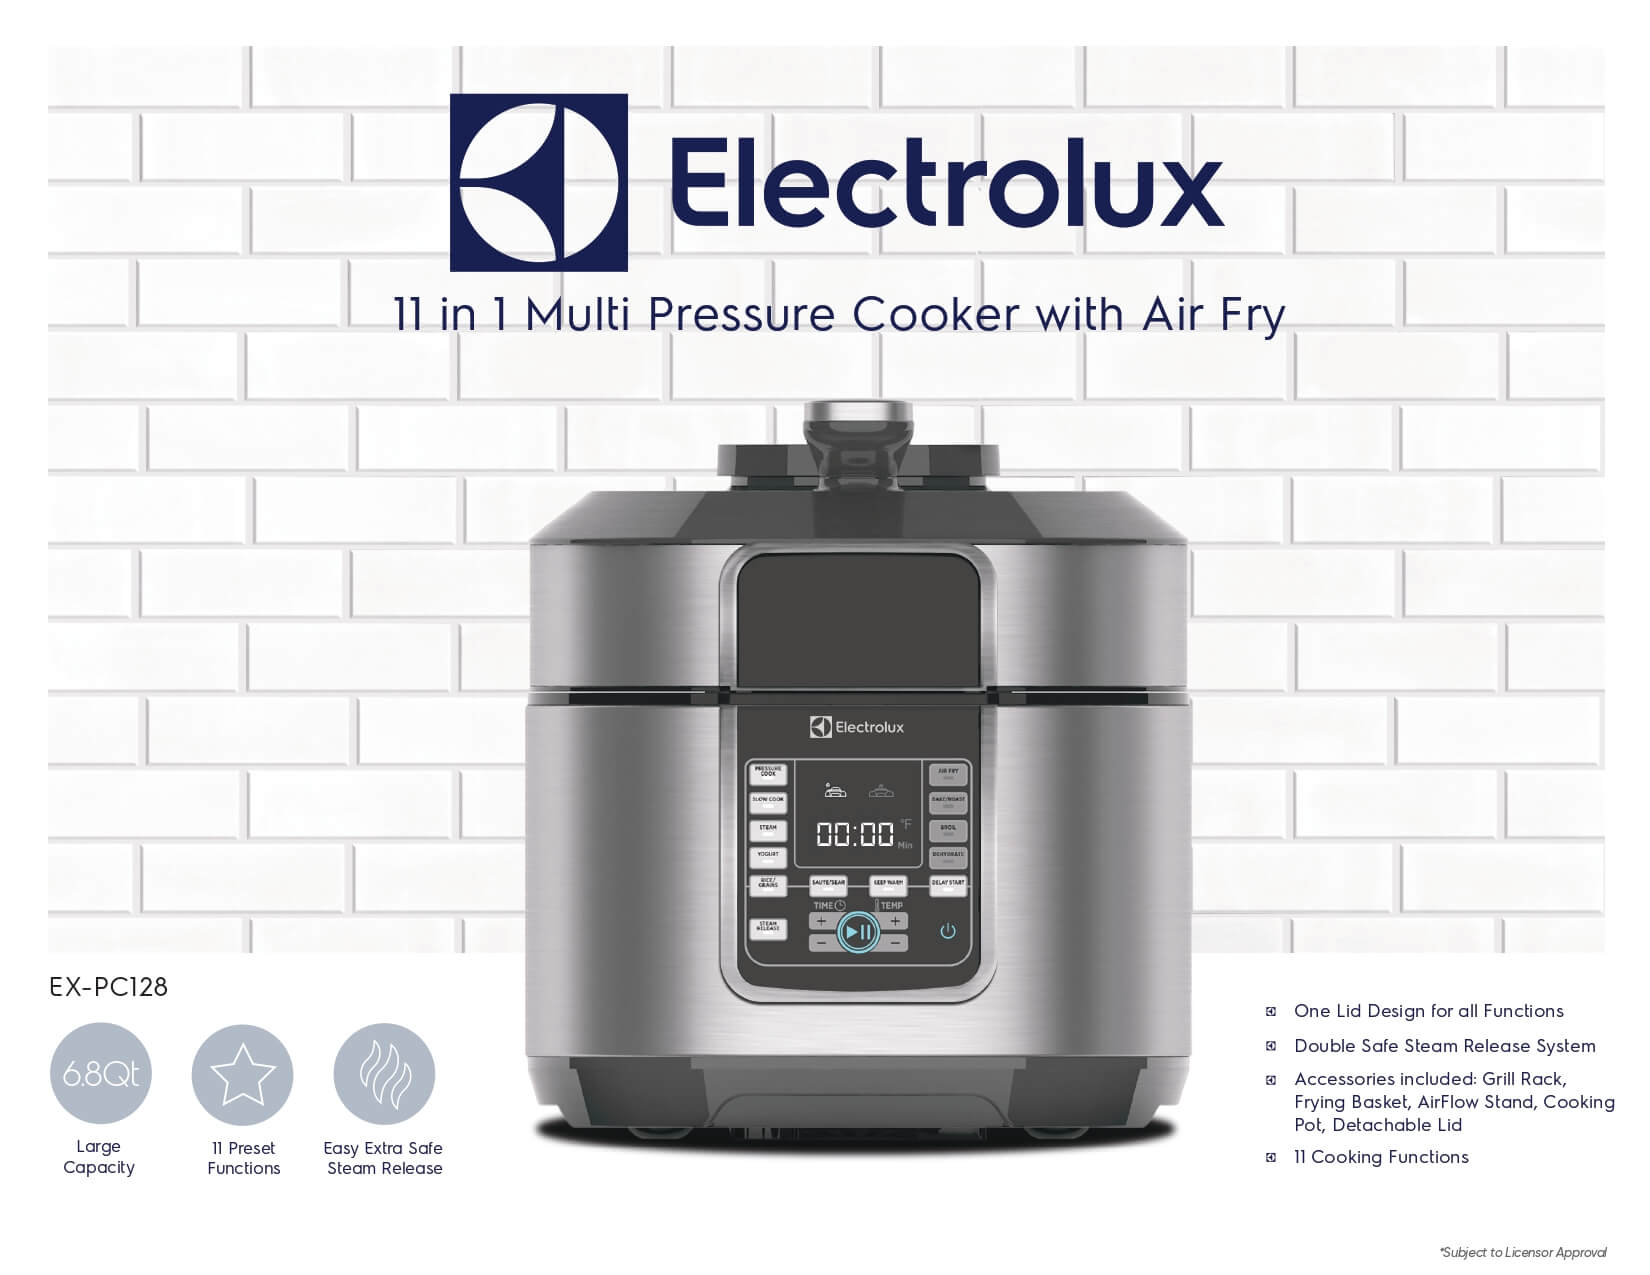 Electrolux
11 in 1 Multi Pressure Cooker with Air Fry
Electrolux
PRESSURE
COOK
AIR FRY
SLOW COOK
BAKE/ROAST
STEAM
00:00
°F
BROIL
Min
YOGURT
DEHYDRATE
RICE/
GRAINS
SAUTE/SEAR
KEEP WARM
DELAY START
TIME
TEMP
STEAM
RELEASE
+
+
−
−
EX-PC128
6.8Qt
Large
Capacity
11 Preset
Functions
Easy Extra Safe
Steam Release
One Lid Design for all Functions
Double Safe Steam Release System
Accessories included: Grill Rack,
Frying Basket, AirFlow Stand, Cooking
Pot, Detachable Lid
11 Cooking Functions
*Subject to Licensor Approval